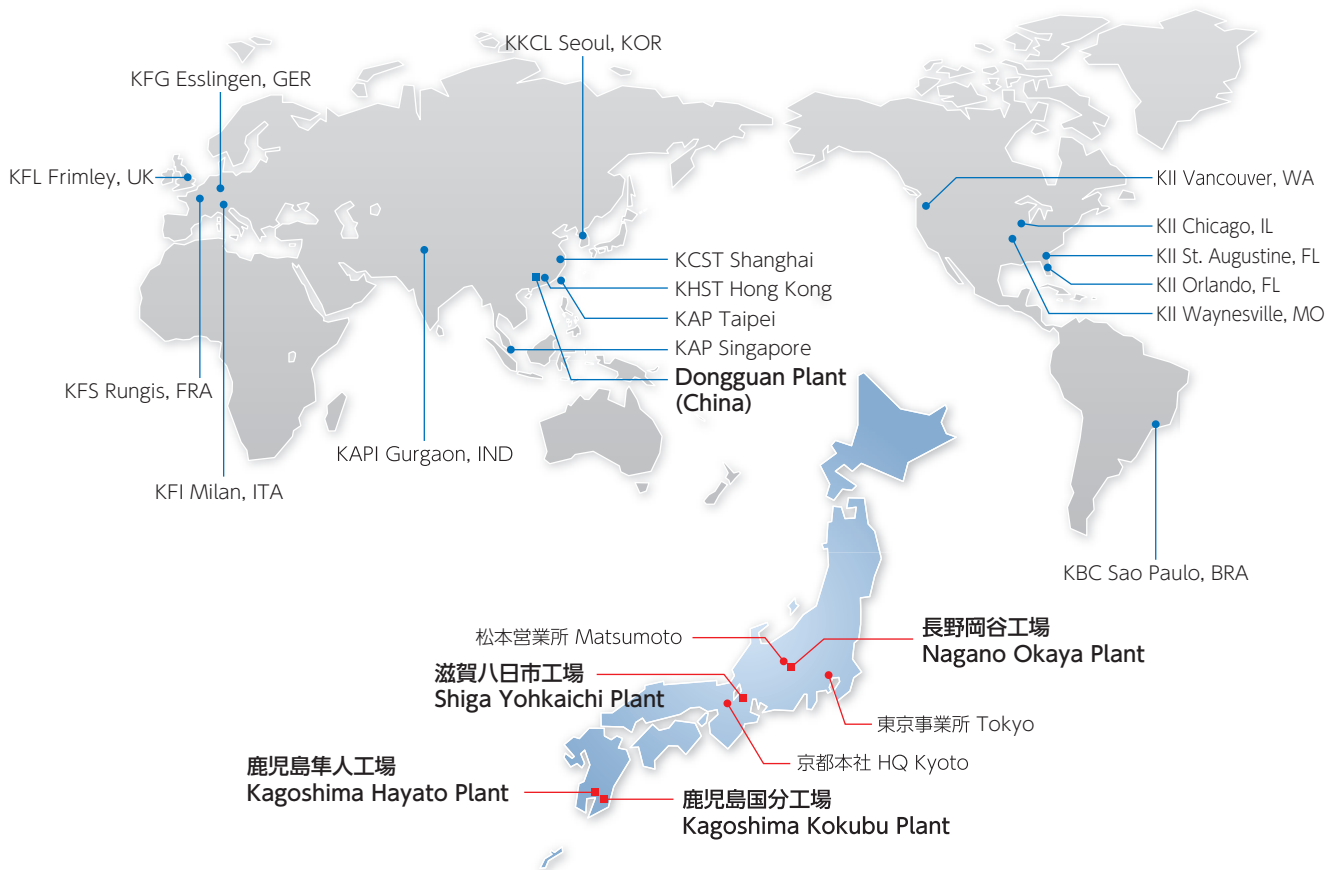 KKCL Seoul, KOR
KFG Esslingen, GER
KFL Frimley, UK
KII Vancouver, WA
KII Chicago, IL
KII St. Augustine, FL
KII Orlando, FL
KII Waynesville, MO
KCST Shanghai
KHST Hong Kong
KAP Taipei
KAP Singapore
Dongguan Plant
(China)
KFS Rungis, FRA
KAPI Gurgaon, IND
KFI Milan, ITA
KBC Sao Paulo, BRA
松本営業所 Matsumoto
長野岡谷工場
Nagano Okaya Plant
滋賀八日市工場
Shiga Yohkaichi Plant
東京事業所 Tokyo
京都本社 HQ Kyoto
鹿児島隼人工場
Kagoshima Hayato Plant
鹿児島国分工場
Kagoshima Kokubu Plant